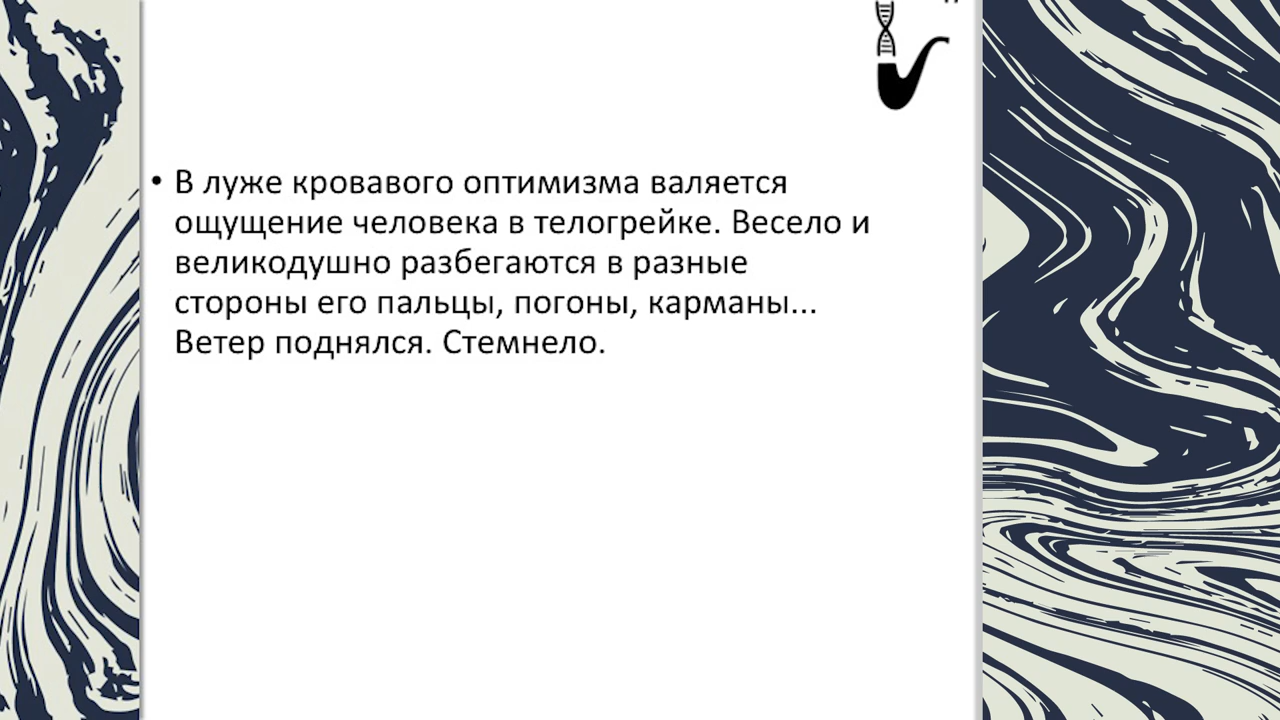 • В луже кровавого оптимизма валяется
ощущение человека в телогрейке. Весело и
великодушно разбегаются в разные
стороны его пальцы, погоны, карманы...
Ветер поднялся. Стемнело.